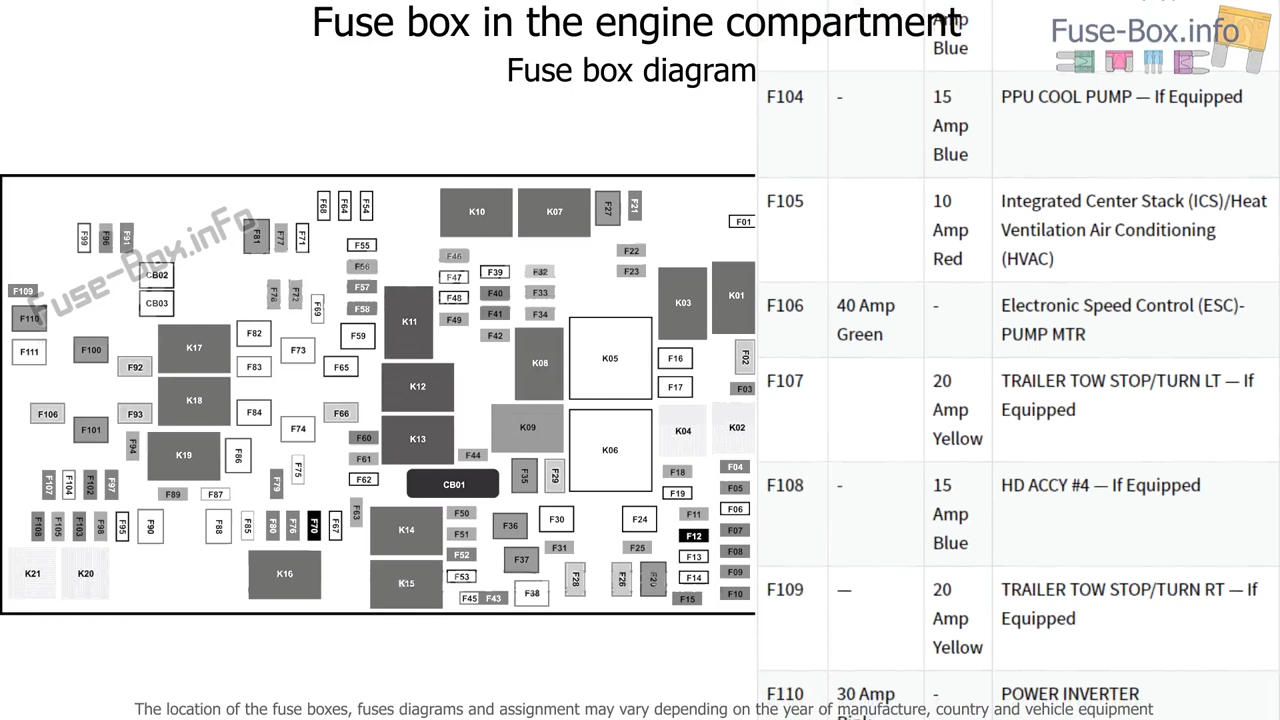 Fuse box in the engine compartment
Fuse box diagram
Fuse-Box.info
Amp
Blue
F104 - 15 PPU COOL PUMP — If Equipped
Amp
Blue
F105 10 Integrated Center Stack (ICS)/Heat
Amp Ventilation Air Conditioning
Red (HVAC)
F106 40 Amp - Electronic Speed Control (ESC)-
Green PUMP MTR
F107 20 TRAILER TOW STOP/TURN LT — If
Amp Equipped
Yellow
F108 - 15 HD ACCY #4 — If Equipped
Amp
Blue
F109 — 20 TRAILER TOW STOP/TURN RT — If
Amp Equipped
Yellow
F110 30 Amp - POWER INVERTER
Fuse-Box.inFo
F68 F64 F54 K10 K07 F27 F21 F01
F99 F96 F91 F81 F77 F71 F55 F46 F22
CB02 F56 F47 F39 F32 F23
F109 CB03 F78 F72 F69 F57 F48 F40 F33 K03 K01
F110 F58 F49 F41 F34
F111 F100 K17 F82 F73 F59 K11 F42 K08 K05 F16 F02
F92 F83 F65 F17 F03
F106 F93 K18 F84 F66 K12 K09 K04 K02
F101 F94 F74 F60 K13 K06
K19 F86 F75 F61 F44 F18 F04
F107 F104 F102 F97 F89 F87 F79 F62 CB01 F35 F29 F19 F05
F63 F50 F11 F06
F108 F105 F103 F98 F95 F90 F88 F85 F80 F76 F70 F67 K14 F51 F36 F30 F24 F12 F07
F52 F31 F25 F13 F08
K21 K20 K16 K15 F53 F37 F28 F26 F20 F14 F09
F45 F43 F38 F15 F10
The location of the fuse boxes, fuses diagrams and assignment may vary depending on the year of manufacture, country and vehicle equipment